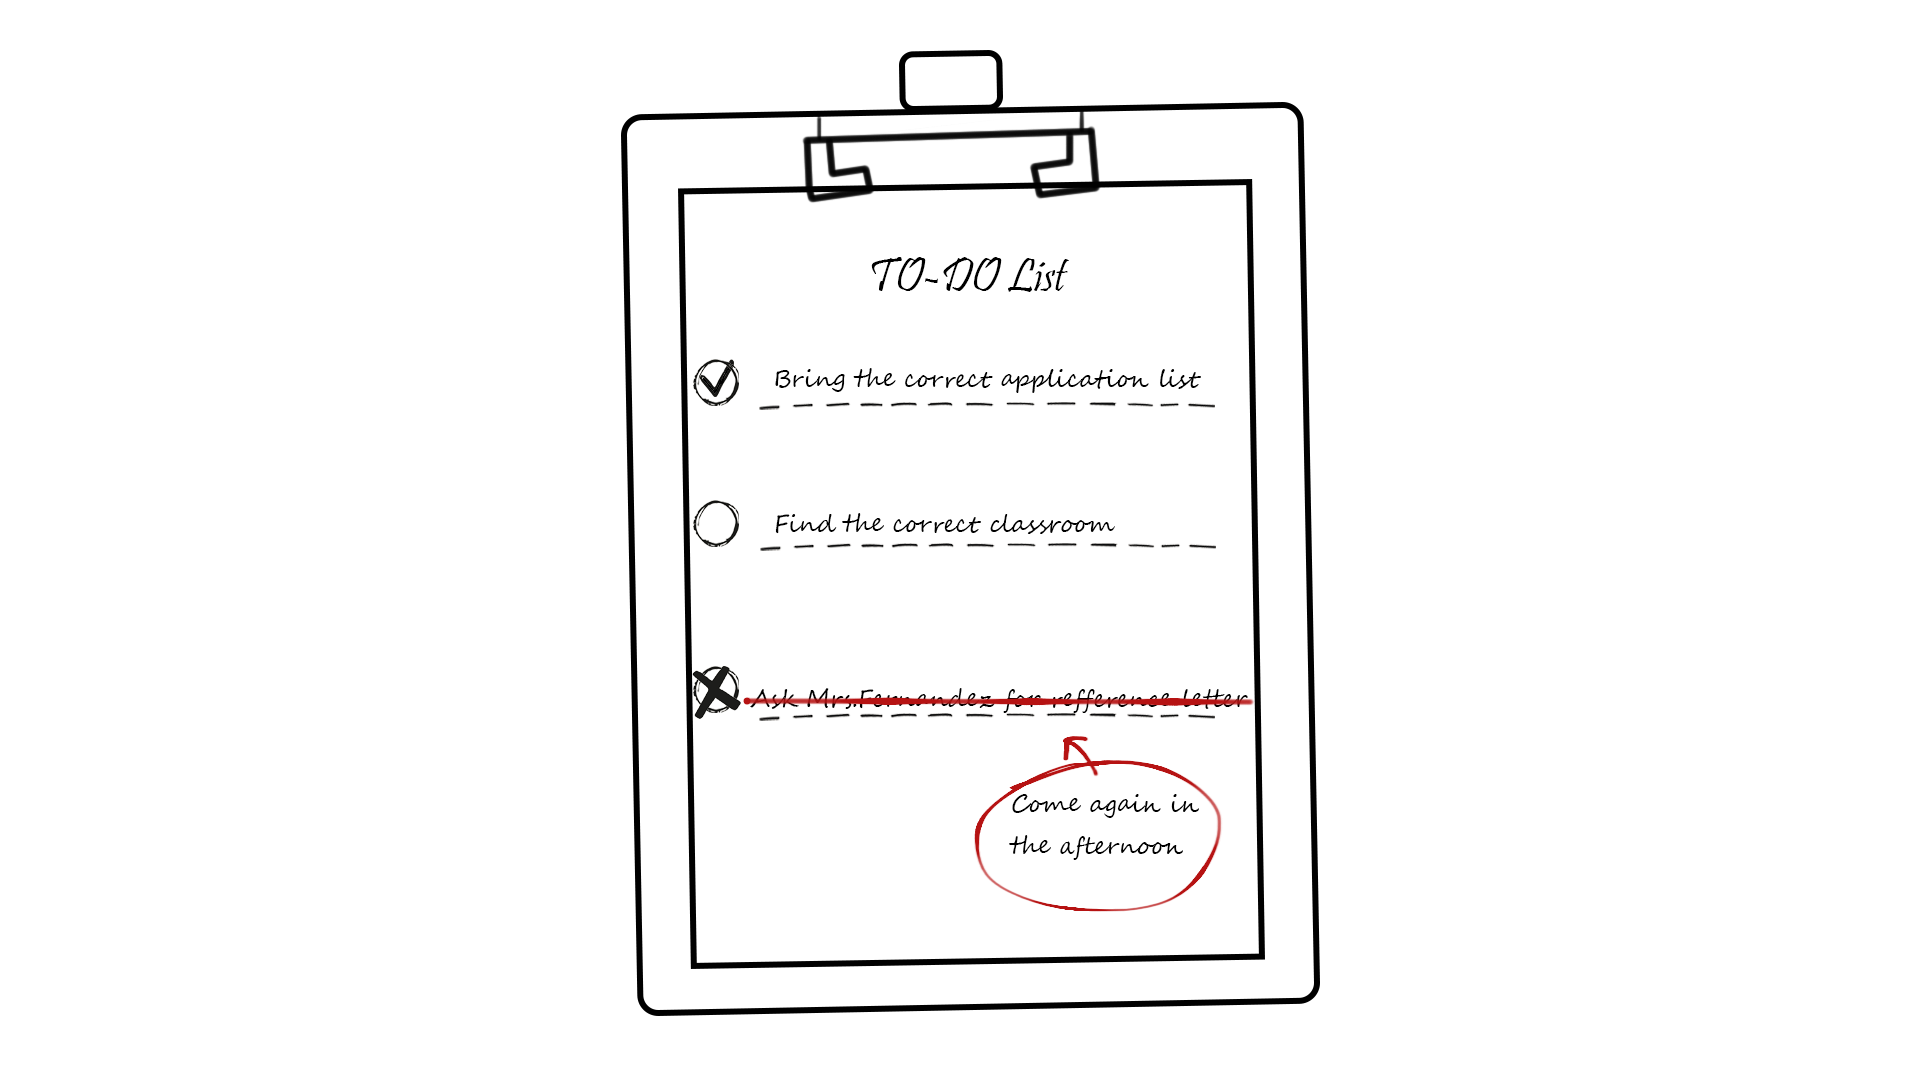 TO-DO List
Bring the correct application list
Find the correct classroom
Ask Mrs.Fernandez for refference letter
Come again in
the afternoon